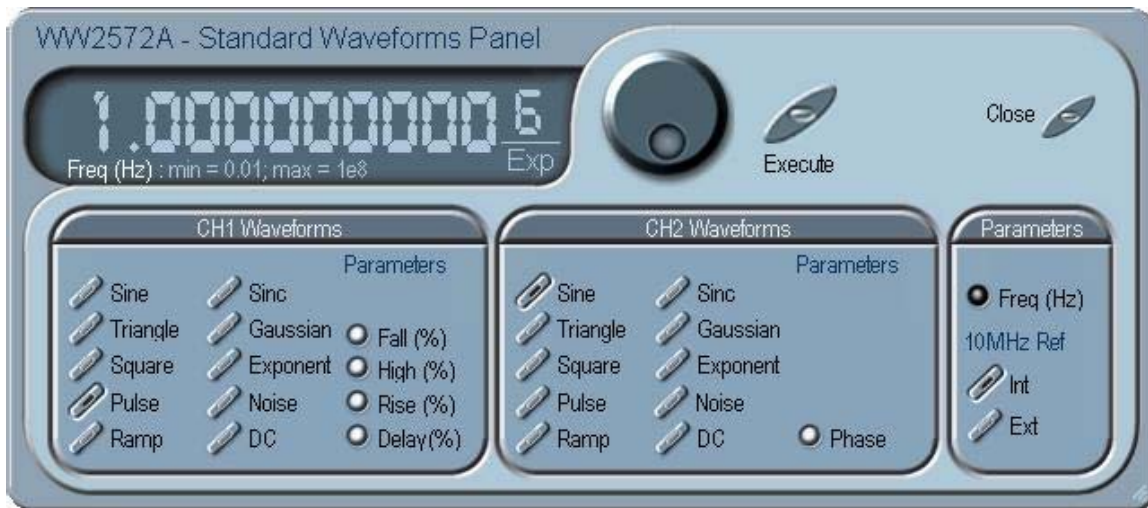 WW2572A - Standard Waveforms Panel
1.000000000 6
Exp
Freq (Hz) : min = 0.01; max = 1e8
Execute
Close
CH1 Waveforms
Parameters
Sine
Sinc
Triangle
Gaussian
Fall (%)
Square
Exponent
High (%)
Pulse
Noise
Rise (%)
Ramp
DC
Delay(%)
CH2 Waveforms
Parameters
Sine
Sinc
Triangle
Gaussian
Square
Exponent
Pulse
Noise
Ramp
DC
Phase
Parameters
Freq (Hz)
10MHz Ref
Int
Ext